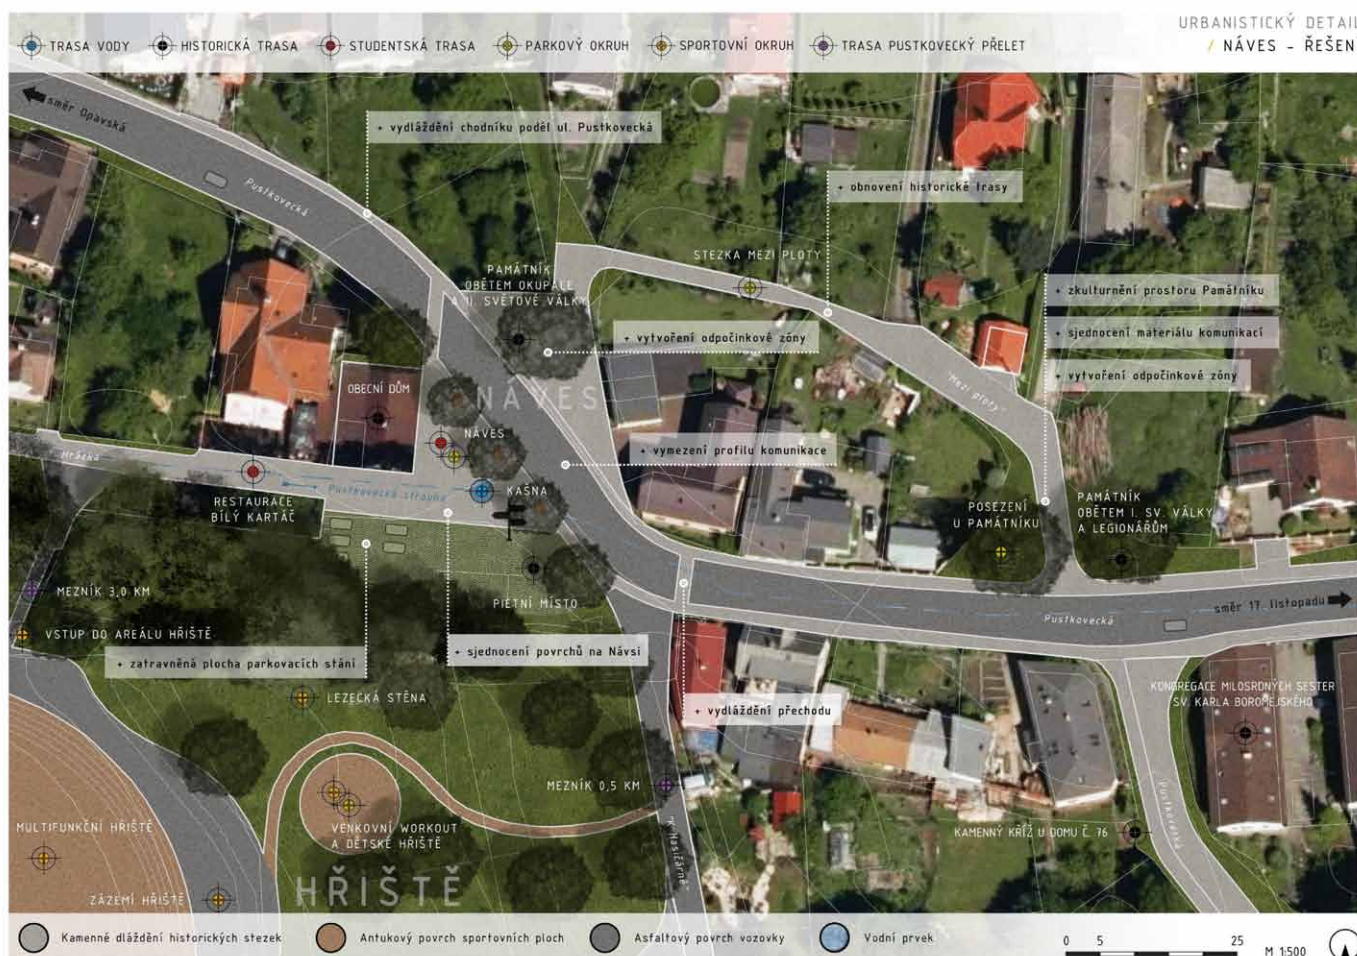 URBANISTICKÝ DETAIL
/ NÁVES - ŘEŠEN
TRASA VODY
HISTORICKÁ TRASA
STUDENTSKÁ TRASA
PARKOVÝ OKRUH
SPORTOVNÍ OKRUH
TRASA PUSTKOVECKÝ PŘELET
směr Opavská
+ vydláždění chodníku podél ul. Pustkovecká
Pustkovecká
+ obnovení historické trasy
STEZKA MEZI PLOTY
PAMÁTNÍK
OBĚTEM OKUPACE
A II. SVĚTOVÉ VÁLKY
+ zkulturnění prostoru Památníku
+ sjednocení materiálu komunikací
+ vytvoření odpočinkové zóny
+ vytvoření odpočinkové zóny
OBECNÍ DŮM
NÁVES
"Mezi ploty"
NÁVES
+ vymezení profilu komunikace
Hrácká
Pustkovecká strouha
KAŠNA
RESTAURACE
BÍLÝ KARTÁČ
POSEZENÍ
U PAMÁTNÍKU
PAMÁTNÍK
OBĚTEM I. SV. VÁLKY
A LEGIONÁŘŮM
MEZNÍK 3,0 KM
PIETNÍ MÍSTO
směr 17. listopadu
Pustkovecká
VSTUP DO AREÁLU HŘIŠTĚ
+ zatravněná plocha parkovacích stání
+ sjednocení povrchů na Návsi
LEZECKÁ STĚNA
+ vydláždění přechodu
KONGREGACE MILOSRDNÝCH SESTER
SV. KARLA BOROMEJSKÉHO
MEZNÍK 0,5 KM
Pustkovecká
MULTIFUNKČNÍ HŘIŠTĚ
VENKOVNÍ WORKOUT
A DĚTSKÉ HŘIŠTĚ
KAMENNÝ KŘÍŽ U DOMU Č. 76
"K Hasičárně"
ZÁZEMÍ HŘIŠTĚ
HŘIŠTĚ
Kamenné dláždění historických stezek
Antukový povrch sportovních ploch
Asfaltový povrch vozovky
Vodní prvek
0 5 25
M 1:500